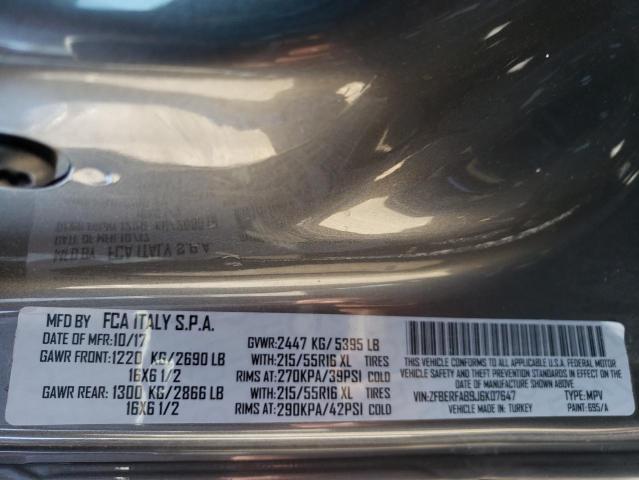 MFD BY FCA ITALY S.P.A.
DATE OF MFR:10/17
GAWR FRONT:1220 KG/2690 LB
16X6 1/2
GAWR REAR: 1300 KG/2866 LB
16X6 1/2
GVWR:2447 KG/5395 LB
WITH:215/55R16 XL TIRES
RIMS AT:270KPA/39PSI COLD
WITH:215/55R16 XL TIRES
RIMS AT:290KPA/42PSI COLD
THIS VEHICLE CONFORMS TO ALL APPLICABLE U.S.A. FEDERAL MOTOR
VEHICLE SAFETY STANDARDS IN EFFECT ON THE
DATE OF MANUFACTURE SHOWN ABOVE.
VIN:ZFBERFAB9J6K07647 TYPE: MPV
MADE IN: TURKEY PAINT: 695/A